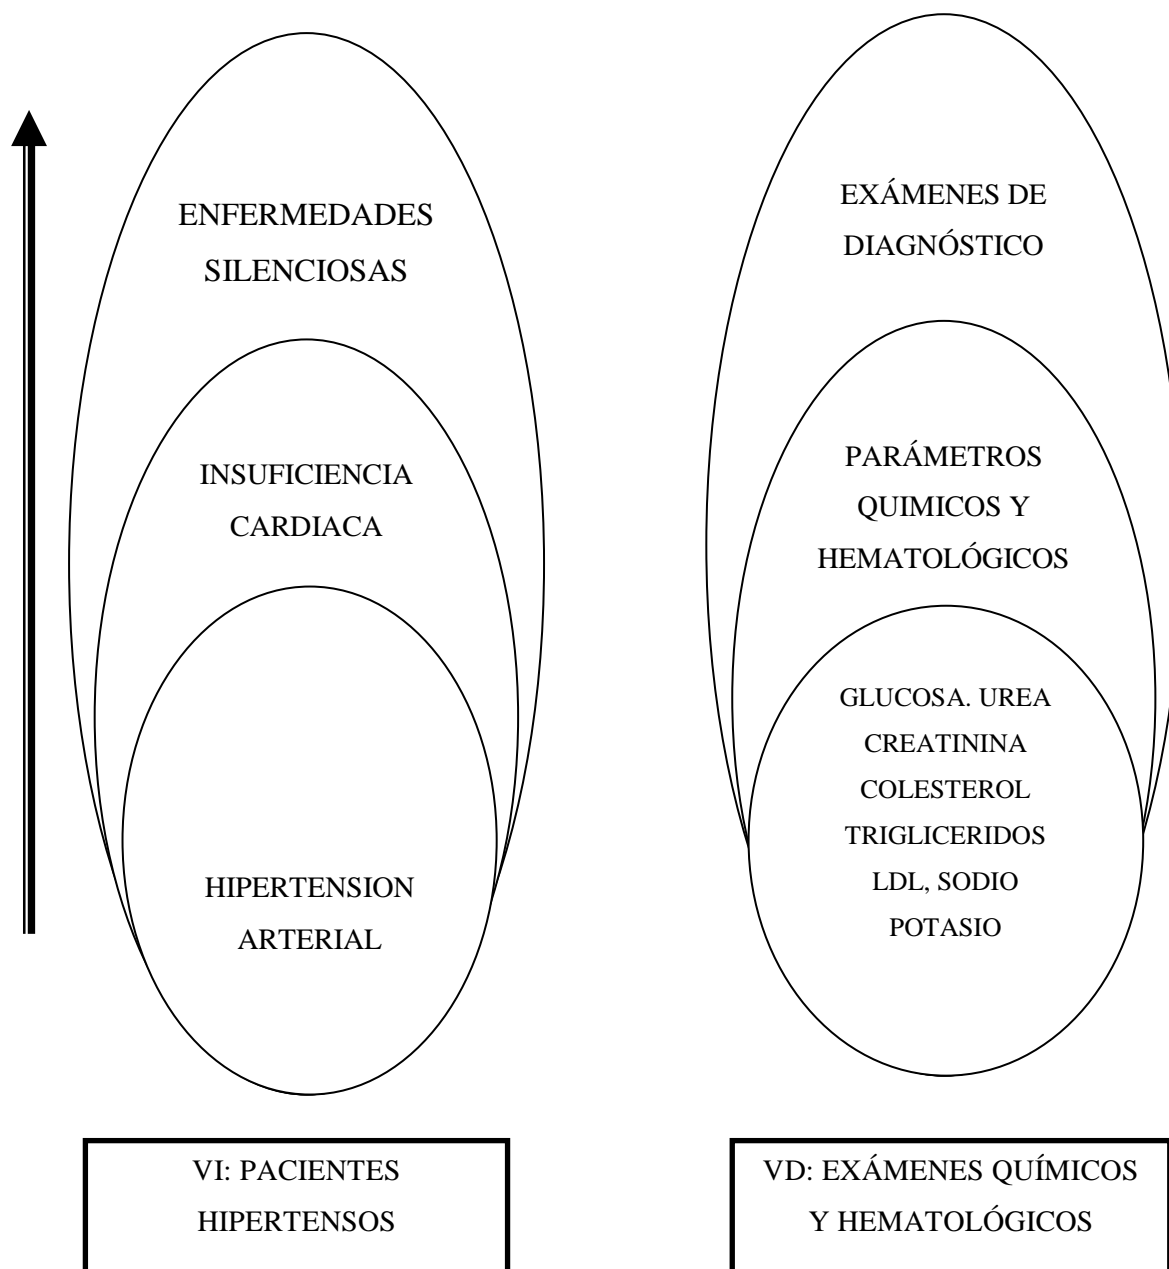 ENFERMEDADES
SILENCIOSAS
INSUFICIENCIA
CARDIACA
HIPERTENSION
ARTERIAL
VI: PACIENTES
HIPERTENSOS
EXÁMENES DE
DIAGNÓSTICO
PARÁMETROS
QUIMICOS Y
HEMATOLÓGICOS
GLUCOSA. UREA
CREATININA
COLESTEROL
TRIGLICERIDOS
LDL, SODIO
POTASIO
VD: EXÁMENES QUÍMICOS
Y HEMATOLÓGICOS